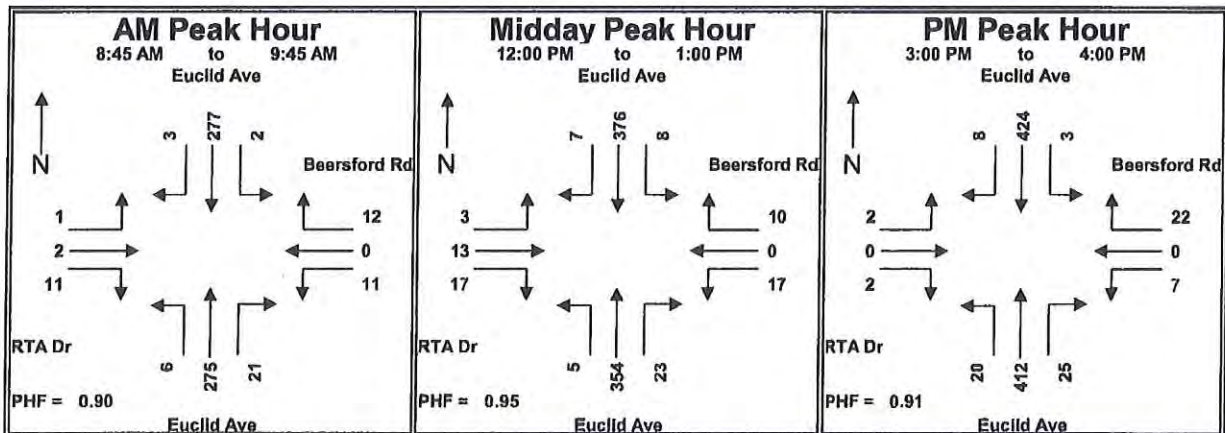 AM Peak Hour
8:45 AM to 9:45 AM
Euclid Ave
3 277 2
N
Beersford Rd
1 12
2 0
11 11
RTA Dr
6 275 21
PHF = 0.90
Euclid Ave
Midday Peak Hour
12:00 PM to 1:00 PM
Euclid Ave
7 376 8
N
Beersford Rd
3 10
13 0
17 17
RTA Dr
5 354 23
PHF = 0.95
Euclid Ave
PM Peak Hour
3:00 PM to 4:00 PM
Euclid Ave
8 424 3
N
Beersford Rd
2 22
0 0
2 7
RTA Dr
20 412 25
PHF = 0.91
Euclid Ave